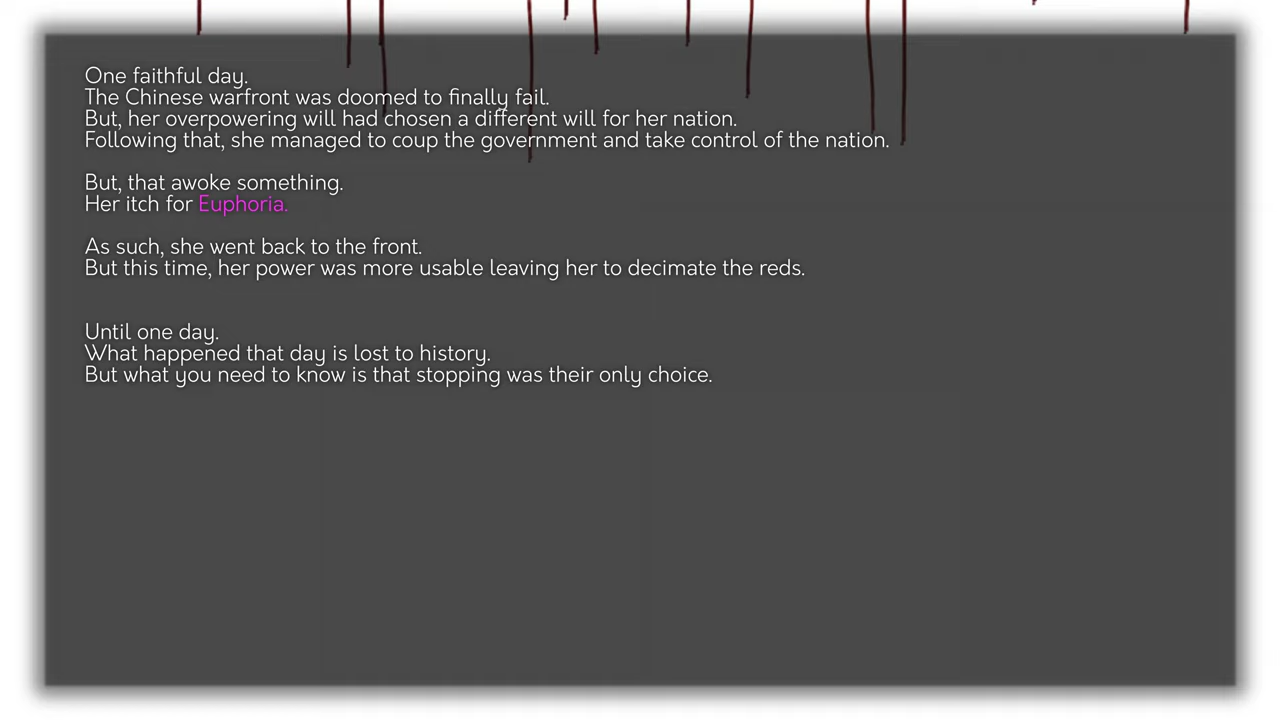 One faithful day.
The Chinese warfront was doomed to finally fail.
But, her overpowering will had chosen a different will for her nation.
Following that, she managed to coup the government and take control of the nation.
But, that awoke something.
Her itch for Euphoria.
As such, she went back to the front.
But this time, her power was more usable leaving her to decimate the reds.
Until one day.
What happened that day is lost to history.
But what you need to know is that stopping was their only choice.